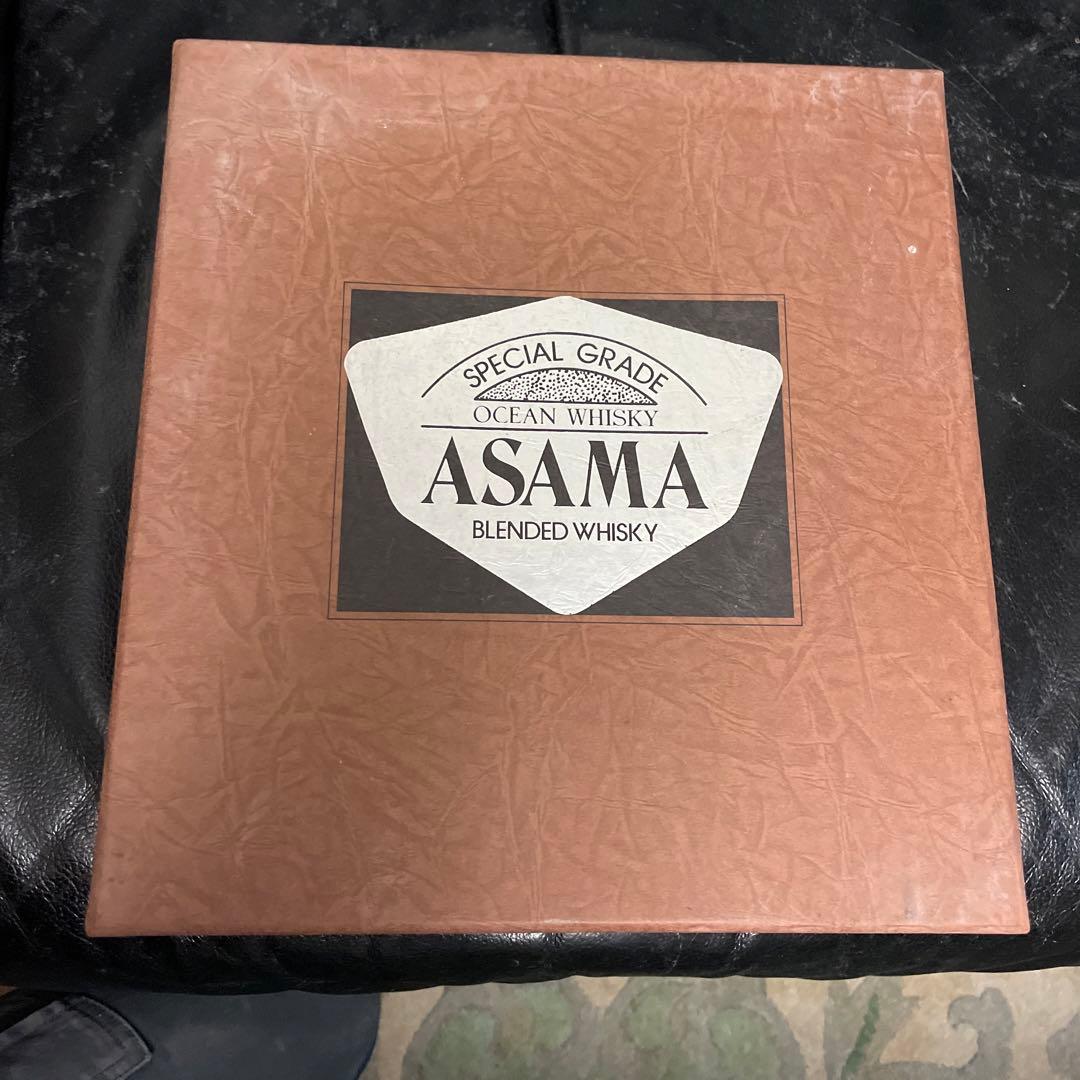 SPECIAL GRADE
OCEAN WHISKY
ASAMA
BLENDED WHISKY